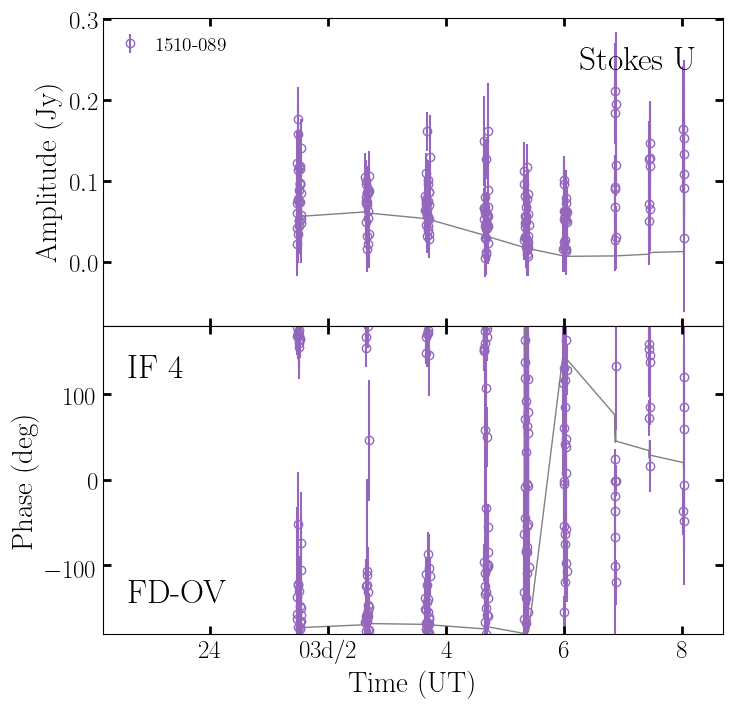 0.3
1510-089
Stokes U
0.2
0.1
0.0
Amplitude (Jy)
IF 4
100
0
−100
Phase (deg)
FD-OV
24 03d/2 4 6 8
Time (UT)